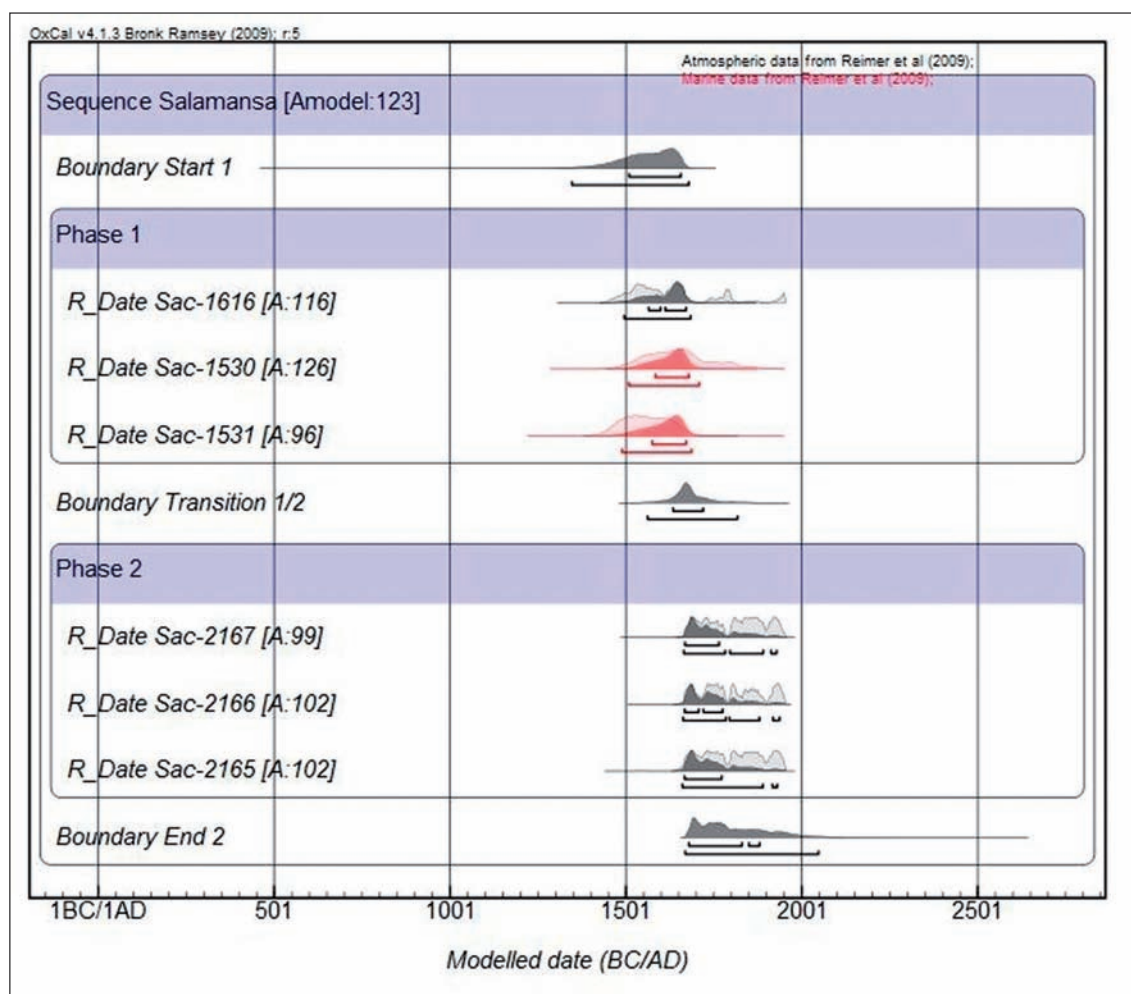 OxCal v4.1.3 Bronk Ramsey (2009); r:5
Atmospheric data from Reimer et al (2009);
Marine data from Reimer et al (2009);
Sequence Salamansa [Amodel:123]
Boundary Start 1
Phase 1
R_Date Sac-1616 [A:116]
R_Date Sac-1530 [A:126]
R_Date Sac-1531 [A:96]
Boundary Transition 1/2
Phase 2
R_Date Sac-2167 [A:99]
R_Date Sac-2166 [A:102]
R_Date Sac-2165 [A:102]
Boundary End 2
1BC/1AD 501 1001 1501 2001 2501
Modelled date (BC/AD)